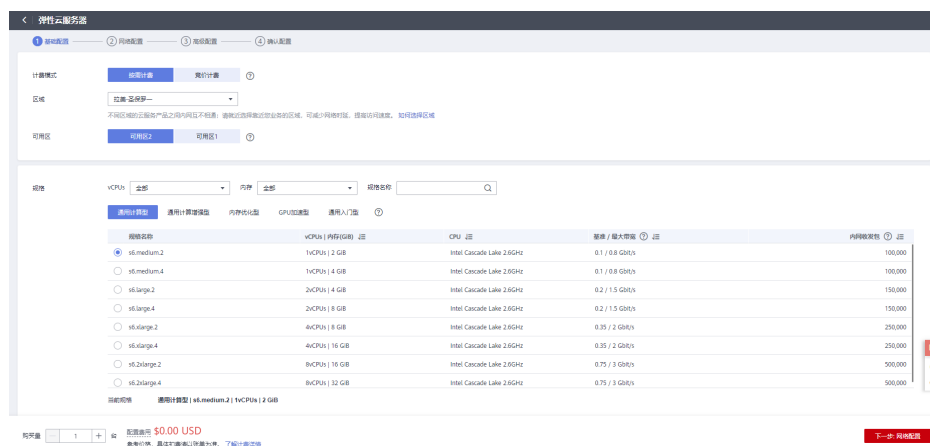 弹性云服务器
1 基础配置 2 网络配置 3 高级配置 4 确认配置
计费模式 按需计费 竞价计费
区域 拉美-圣保罗一
不同区域的云服务产品之间内网互不相通；请就近选择靠近您业务的区域，可减少网络时延，提高访问速度。 如何选择区域
可用区 可用区2 可用区1
规格 vCPUs 全部 内存 全部 规格名称
通用计算型 通用计算增强型 内存优化型 GPU加速型 通用入门型
规格名称 vCPUs | 内存(GiB) CPU 基准 / 最大带宽 内网收发包
s6.medium.2 1vCPUs | 2 GiB Intel Cascade Lake 2.6GHz 0.1 / 0.8 Gbit/s 100,000
s6.medium.4 1vCPUs | 4 GiB Intel Cascade Lake 2.6GHz 0.1 / 0.8 Gbit/s 100,000
s6.large.2 2vCPUs | 4 GiB Intel Cascade Lake 2.6GHz 0.2 / 1.5 Gbit/s 150,000
s6.large.4 2vCPUs | 8 GiB Intel Cascade Lake 2.6GHz 0.2 / 1.5 Gbit/s 150,000
s6.xlarge.2 4vCPUs | 8 GiB Intel Cascade Lake 2.6GHz 0.35 / 2 Gbit/s 250,000
s6.xlarge.4 4vCPUs | 16 GiB Intel Cascade Lake 2.6GHz 0.35 / 2 Gbit/s 250,000
s6.2xlarge.2 8vCPUs | 16 GiB Intel Cascade Lake 2.6GHz 0.75 / 3 Gbit/s 500,000
s6.2xlarge.4 8vCPUs | 32 GiB Intel Cascade Lake 2.6GHz 0.75 / 3 Gbit/s 500,000
当前规格 通用计算型 | s6.medium.2 | 1vCPUs | 2 GiB
购买量 1 台 配置费用 $0.00 USD 下一步: 网络配置
参考价格，具体扣费请以账单为准。 了解计费详情